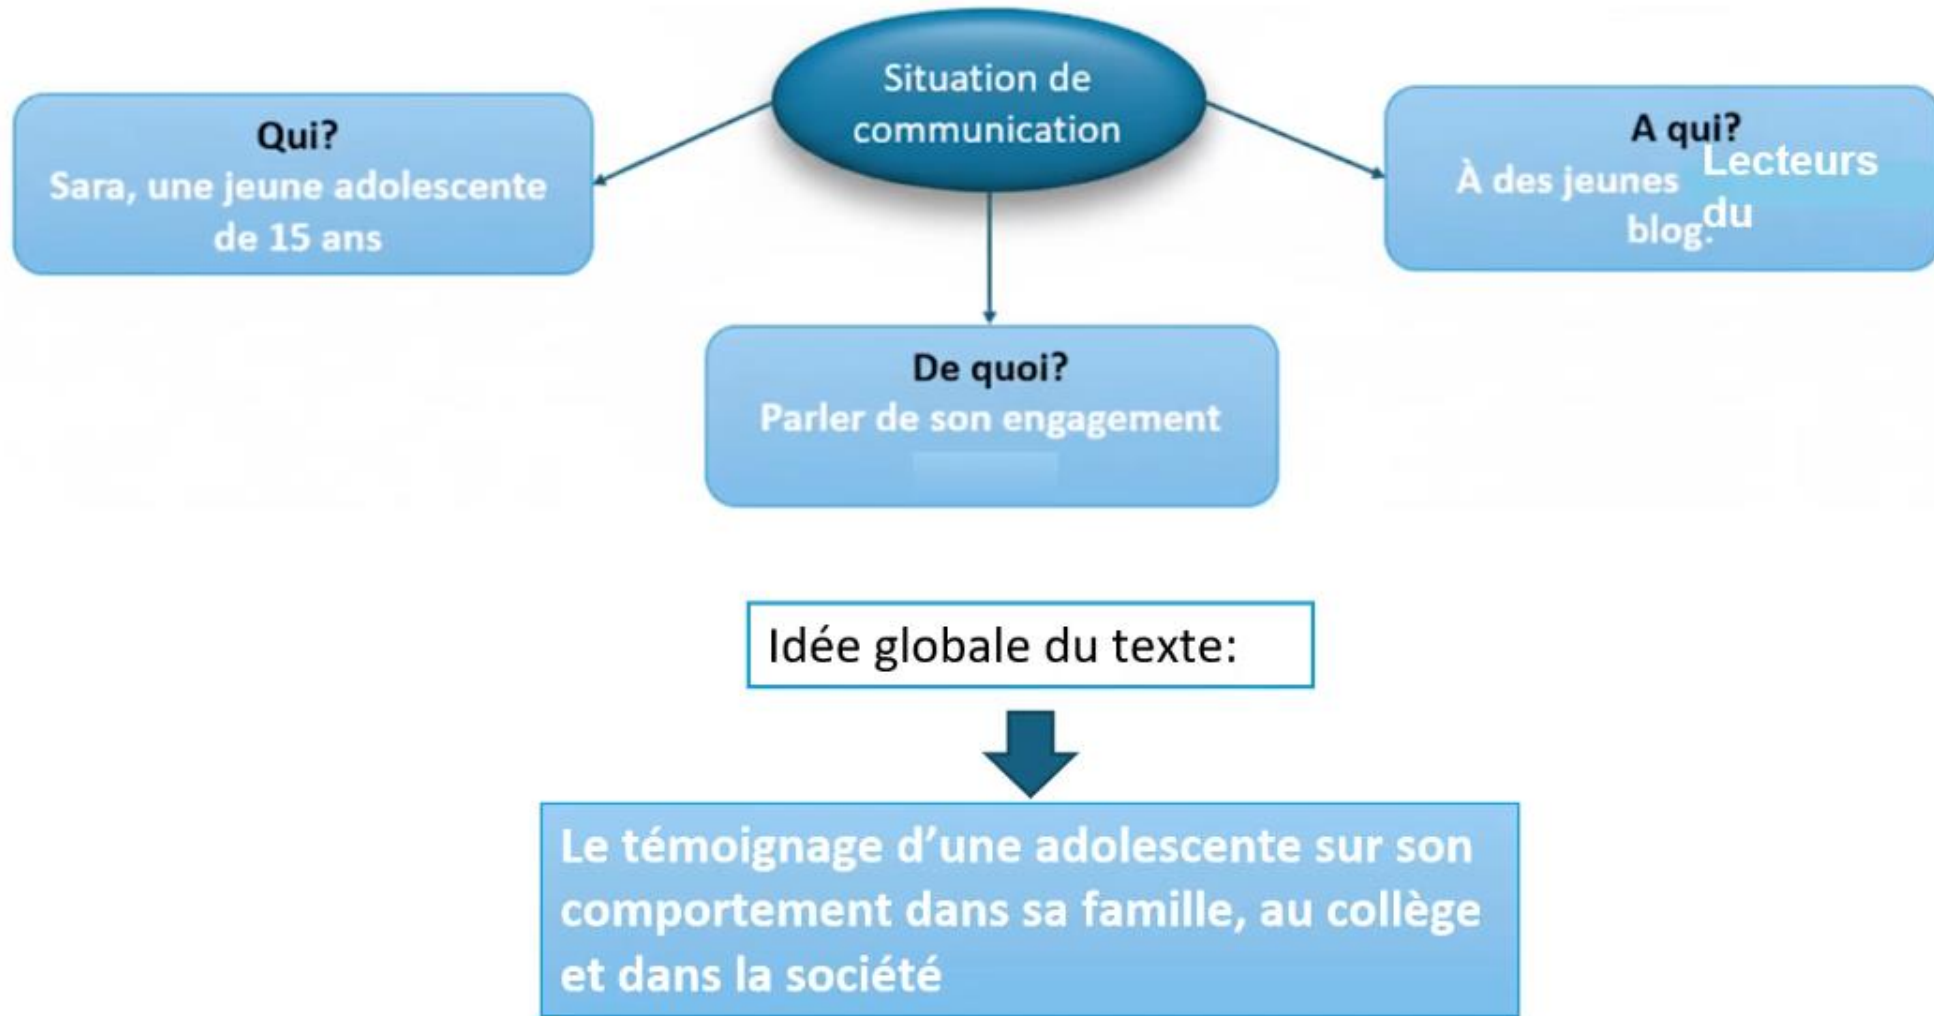 Situation de
communication
Qui?
Sara, une jeune adolescente
de 15 ans
A qui?
À des jeunes Lecteurs
du
blog.
De quoi?
Parler de son engagement
Idée globale du texte:
Le témoignage d’une adolescente sur son
comportement dans sa famille, au collège
et dans la société